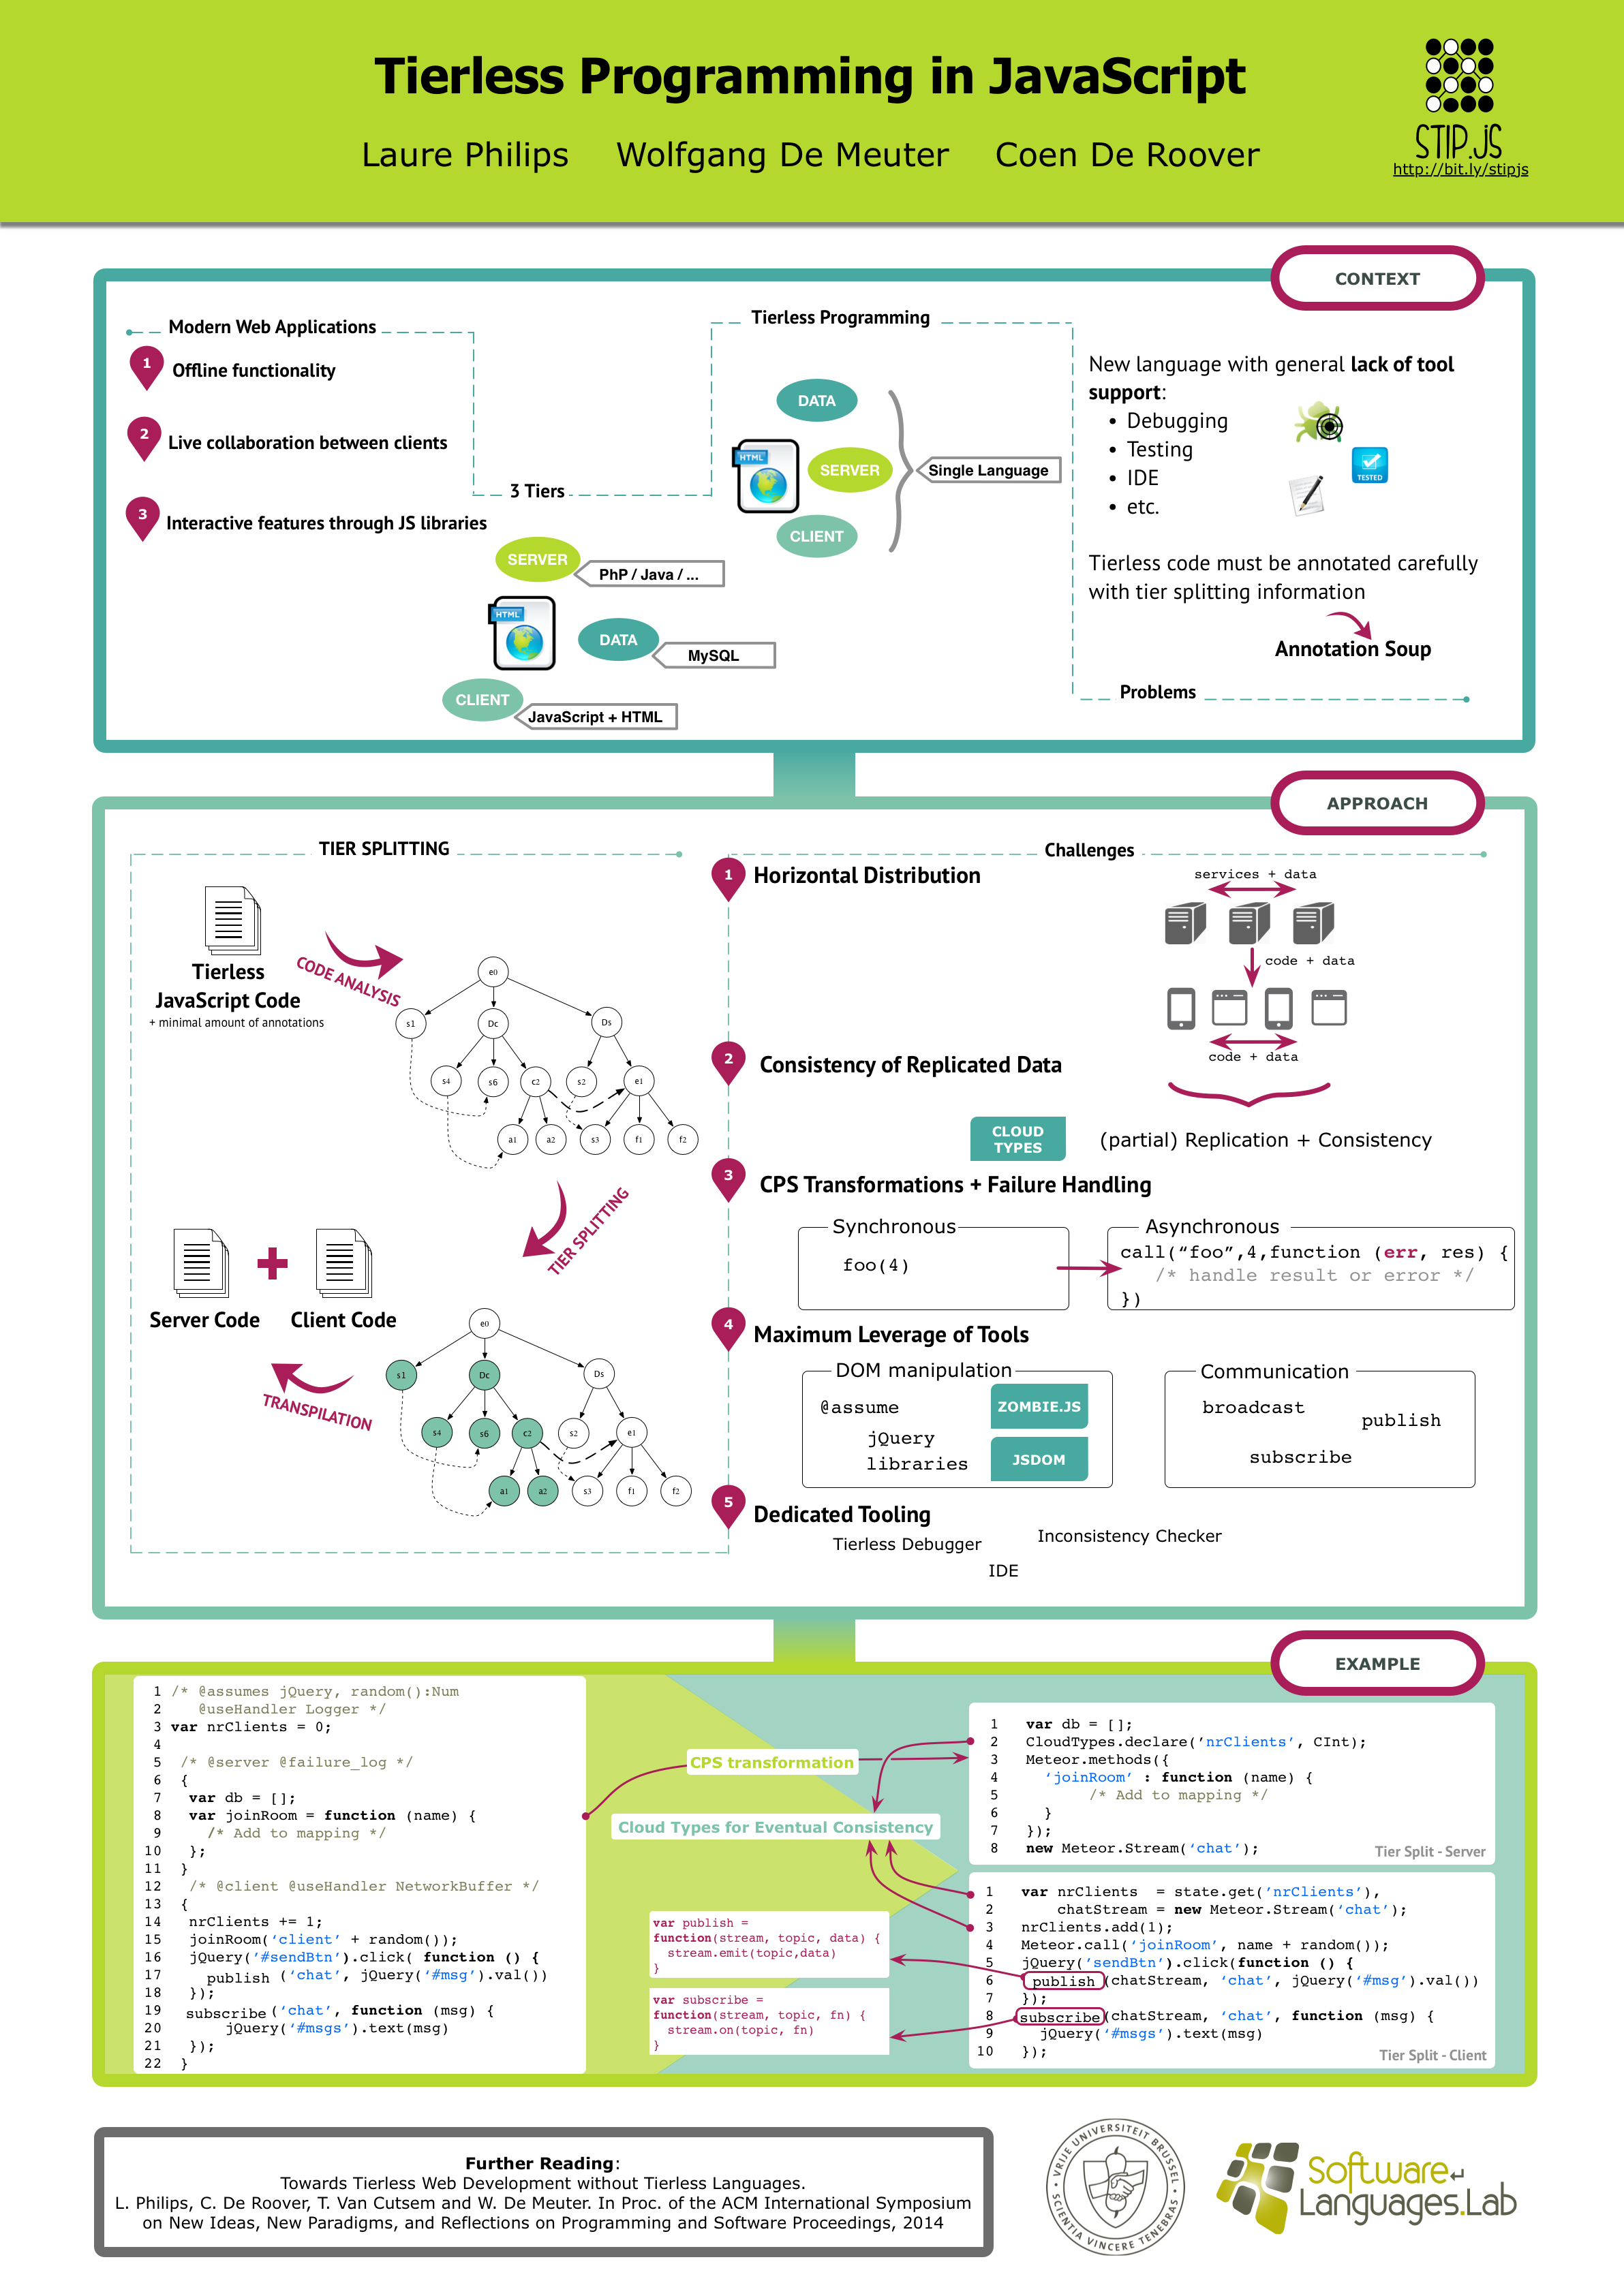 Tierless Programming in JavaScript
Laure Philips Wolfgang De Meuter Coen De Roover
STIP.JS
http://bit.ly/stipjs
CONTEXT
Modern Web Applications
1 Offline functionality
2 Live collaboration between clients
3 Interactive features through JS libraries
3 Tiers
SERVER
PhP / Java / ...
HTML
DATA
MySQL
CLIENT
JavaScript + HTML
Tierless Programming
DATA
HTML
SERVER
CLIENT
Single Language
New language with general lack of tool
support:
• Debugging
• Testing
• IDE
• etc.
TESTED
Tierless code must be annotated carefully
with tier splitting information
Annotation Soup
Problems
APPROACH
TIER SPLITTING
Tierless
JavaScript Code
+ minimal amount of annotations
CODE ANALYSIS
e0
s1 Dc Ds
s4 s6 c2 s2 e1
a1 a2 s3 f1 f2
TIER SPLITTING
Server Code + Client Code
e0
s1 Dc Ds
s4 s6 c2 s2 e1
a1 a2 s3 f1 f2
TRANSPILATION
Challenges
1 Horizontal Distribution
services + data
code + data
code + data
2 Consistency of Replicated Data
CLOUD
TYPES
(partial) Replication + Consistency
3 CPS Transformations + Failure Handling
Synchronous
foo(4)
Asynchronous
call(“foo”,4,function (err, res) {
/* handle result or error */
})
4 Maximum Leverage of Tools
DOM manipulation
@assume
jQuery
libraries
ZOMBIE.JS
JSDOM
Communication
broadcast
publish
subscribe
5 Dedicated Tooling
Tierless Debugger
Inconsistency Checker
IDE
EXAMPLE
1 /* @assumes jQuery, random():Num
2 @useHandler Logger */
3 var nrClients = 0;
4
5 /* @server @failure_log */
6 {
7 var db = [];
8 var joinRoom = function (name) {
9 /* Add to mapping */
10 };
11 }
12 /* @client @useHandler NetworkBuffer */
13 {
14 nrClients += 1;
15 joinRoom(‘client’ + random());
16 jQuery(‘#sendBtn’).click( function () {
17 publish (‘chat’, jQuery(‘#msg’).val())
18 });
19 subscribe(‘chat’, function (msg) {
20 jQuery(‘#msgs’).text(msg)
21 });
22 }
CPS transformation
Cloud Types for Eventual Consistency
var publish =
function(stream, topic, data) {
stream.emit(topic,data)
}
var subscribe =
function(stream, topic, fn) {
stream.on(topic, fn)
}
1 var db = [];
2 CloudTypes.declare(‘nrClients’, CInt);
3 Meteor.methods({
4 ‘joinRoom’ : function (name) {
5 /* Add to mapping */
6 }
7 });
8 new Meteor.Stream(‘chat’);
Tier Split - Server
1 var nrClients = state.get(‘nrClients’),
2 chatStream = new Meteor.Stream(‘chat’);
3 nrClients.add(1);
4 Meteor.call(‘joinRoom’, name + random());
5 jQuery(‘sendBtn’).click(function () {
6 publish (chatStream, ‘chat’, jQuery(‘#msg’).val())
7 });
8 subscribe(chatStream, ‘chat’, function (msg) {
9 jQuery(‘#msgs’).text(msg)
10 });
Tier Split - Client
Further Reading:
Towards Tierless Web Development without Tierless Languages.
L. Philips, C. De Roover, T. Van Cutsem and W. De Meuter. In Proc. of the ACM International Symposium
on New Ideas, New Paradigms, and Reflections on Programming and Software Proceedings, 2014
VRIJE UNIVERSITEIT BRUSSEL
SCIENTIA VINCERE TENEBRAS
Software
Languages.Lab